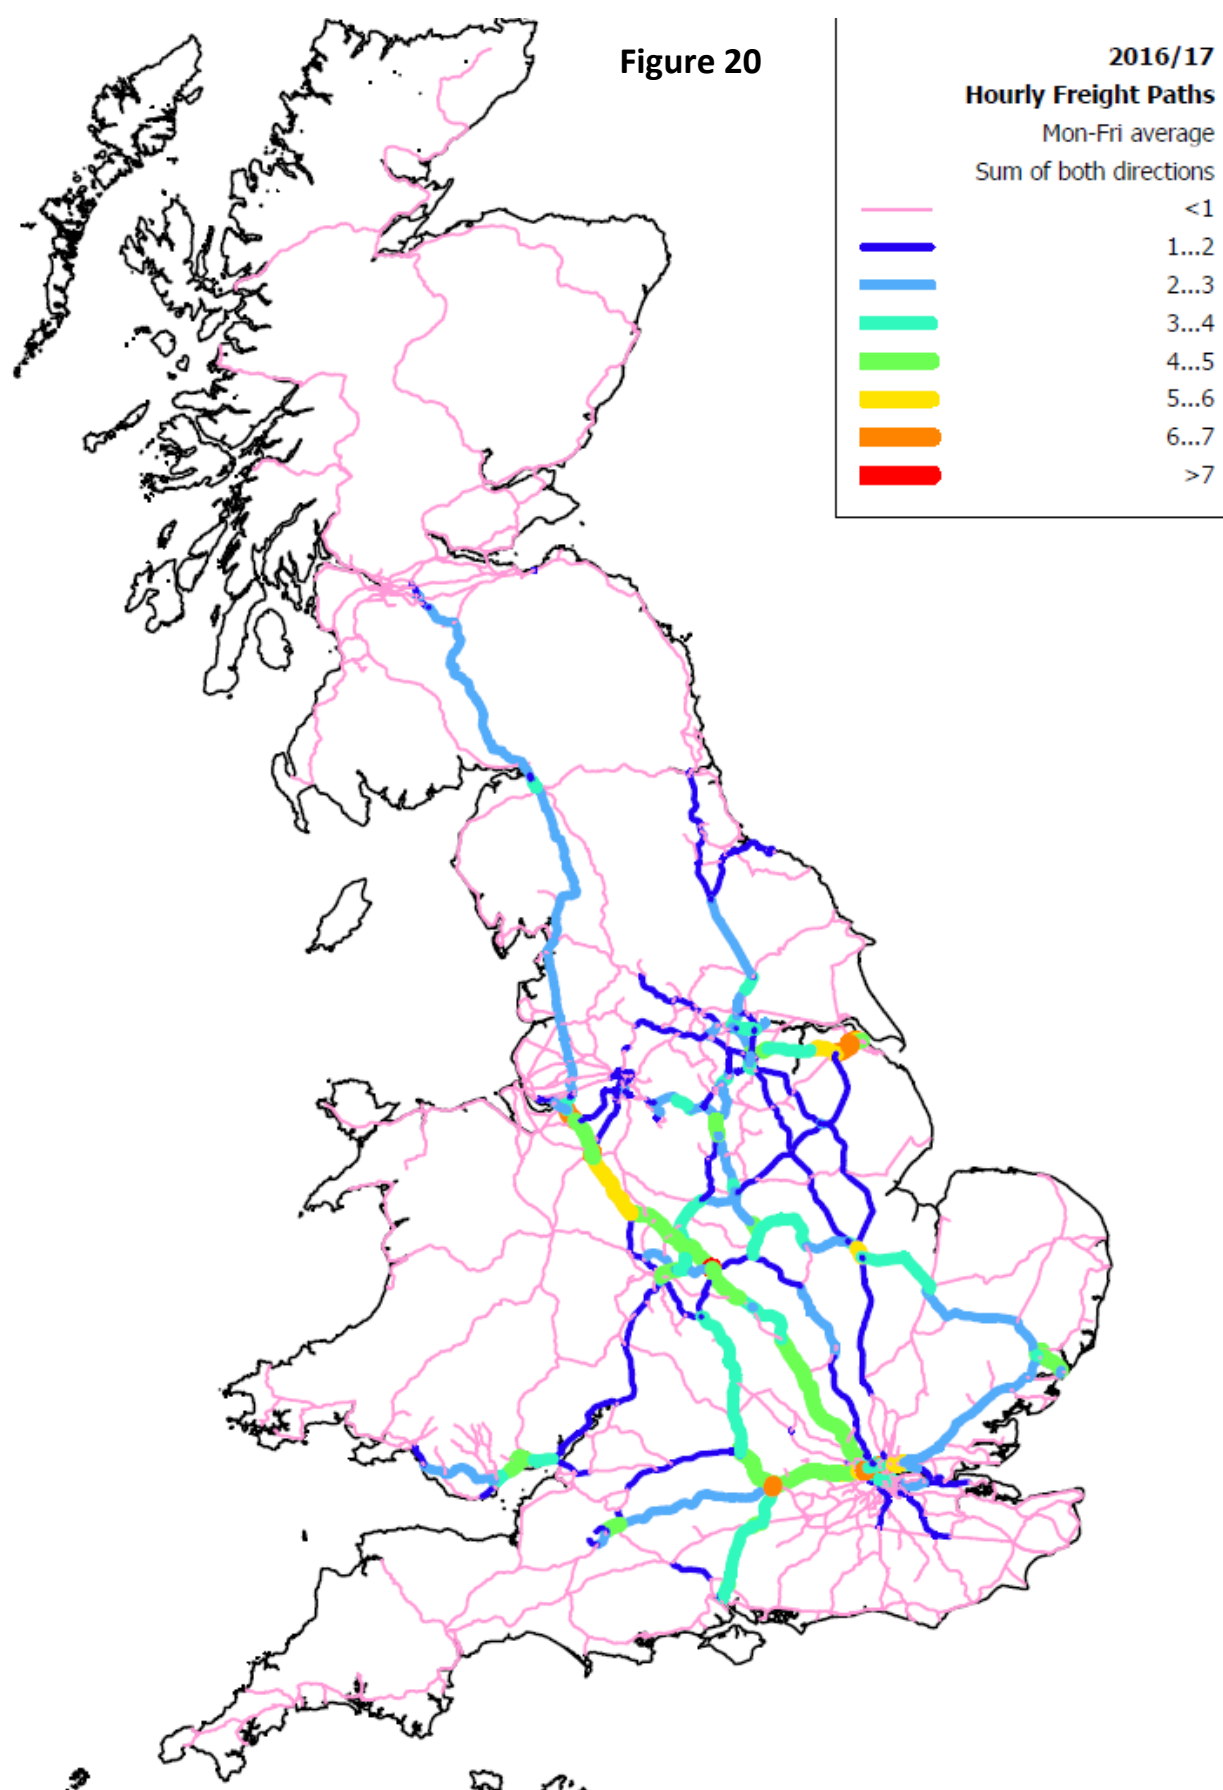 Figure 20
2016/17
Hourly Freight Paths
Mon-Fri average
Sum of both directions
<1
1...2
2...3
3...4
4...5
5...6
6...7
>7